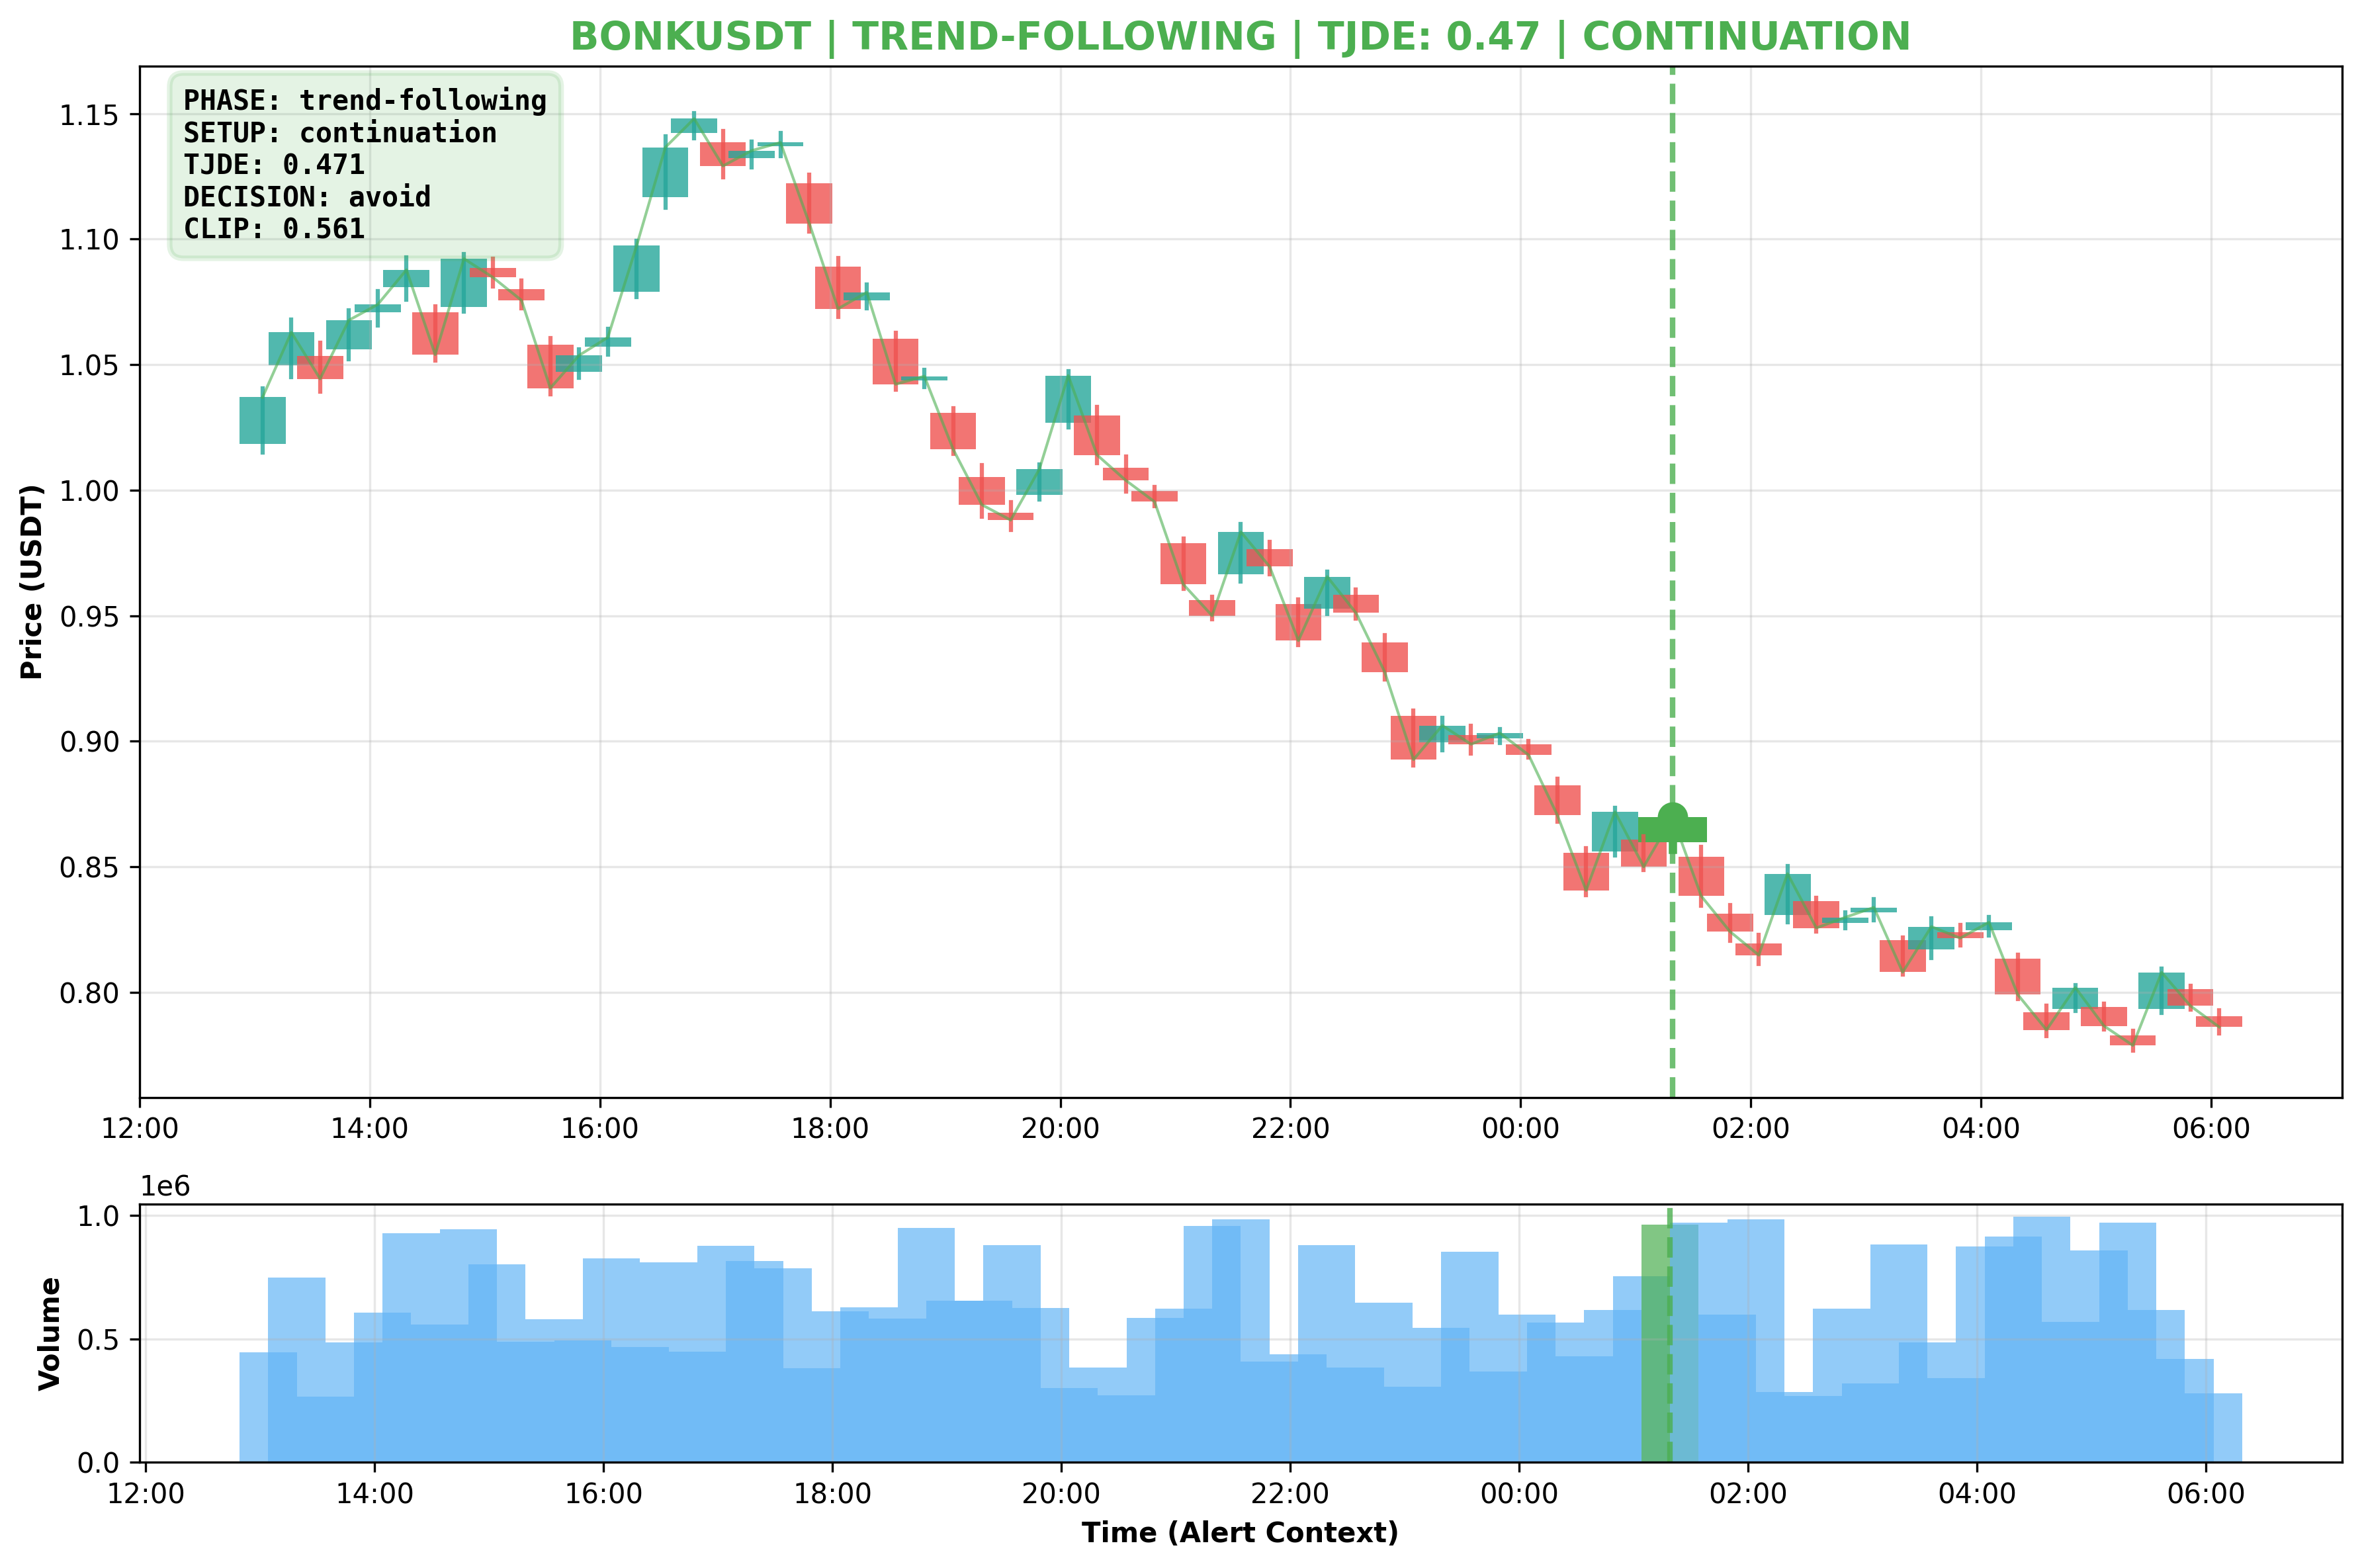 BONKUSDT | TREND-FOLLOWING | TJDE: 0.47 | CONTINUATION
PHASE: trend-following
SETUP: continuation
TJDE: 0.471
DECISION: avoid
CLIP: 0.561
Price (USDT)
1.15
1.10
1.05
1.00
0.95
0.90
0.85
0.80
12:00 14:00 16:00 18:00 20:00 22:00 00:00 02:00 04:00 06:00
1e6
Volume
1.0
0.5
0.0
12:00 14:00 16:00 18:00 20:00 22:00 00:00 02:00 04:00 06:00
Time (Alert Context)